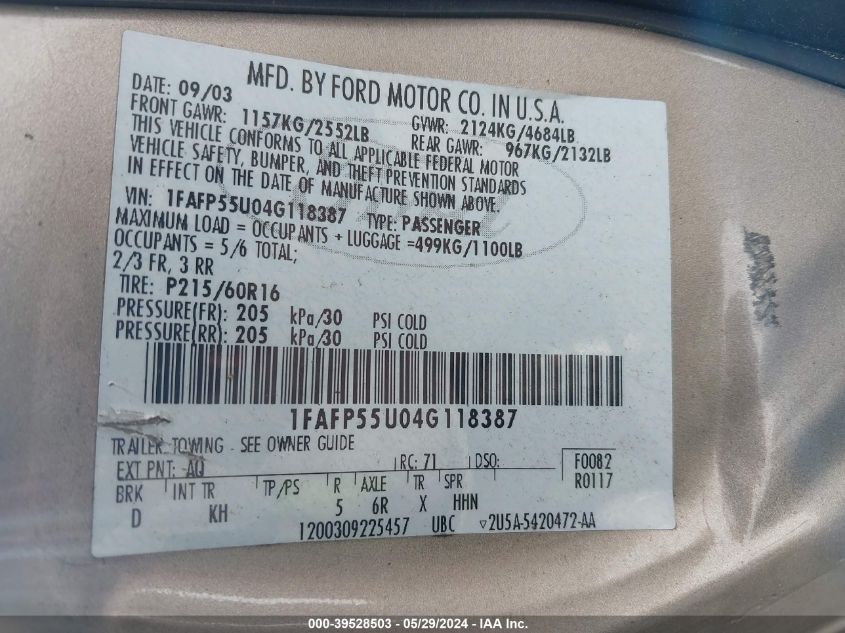 MFD. BY FORD MOTOR CO. IN U.S.A.
DATE: 09/03 GVWR: 2124KG/4684LB
FRONT GAWR: 1157KG/2552LB REAR GAWR: 967KG/2132LB
THIS VEHICLE CONFORMS TO ALL APPLICABLE FEDERAL MOTOR
VEHICLE SAFETY, BUMPER, AND THEFT PREVENTION STANDARDS
IN EFFECT ON THE DATE OF MANUFACTURE SHOWN ABOVE.
VIN: 1FAFP55U04G118387 TYPE: PASSENGER
MAXIMUM LOAD = OCCUPANTS + LUGGAGE =499KG/1100LB
OCCUPANTS = 5/6 TOTAL;
2/3 FR, 3 RR
TIRE: P215/60R16
PRESSURE(FR): 205 kPa/30 PSI COLD
PRESSURE(RR): 205 kPa/30 PSI COLD
1FAFP55U04G118387
TRAILER TOWING - SEE OWNER GUIDE
EXT PNT: AQ RC: 71 DSO: F0082
R0117
BRK INT TR TP/PS R AXLE TR SPR
D KH 5 6R X HHN
1200309225457 UBC ▽2U5A-5420472-AA
000-39528503 - 05/29/2024 - IAA Inc.